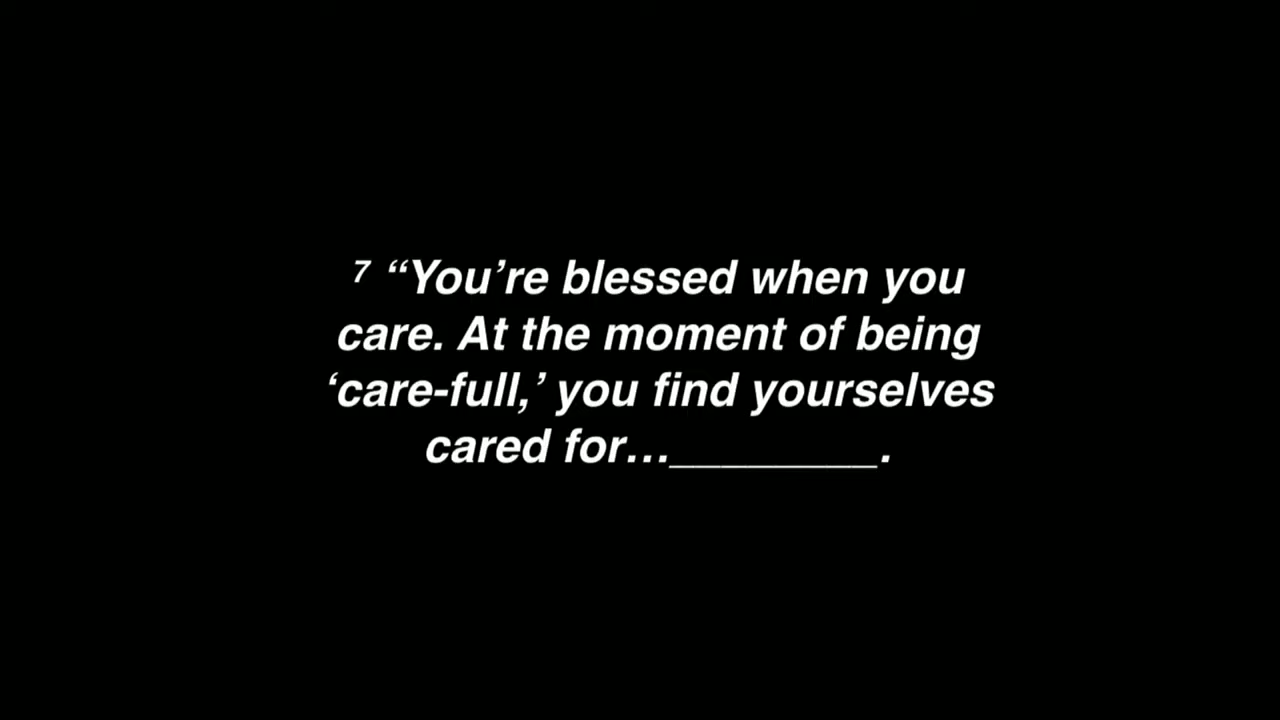 ⁷ “You’re blessed when you
care. At the moment of being
‘care-full,’ you find yourselves
cared for…________.